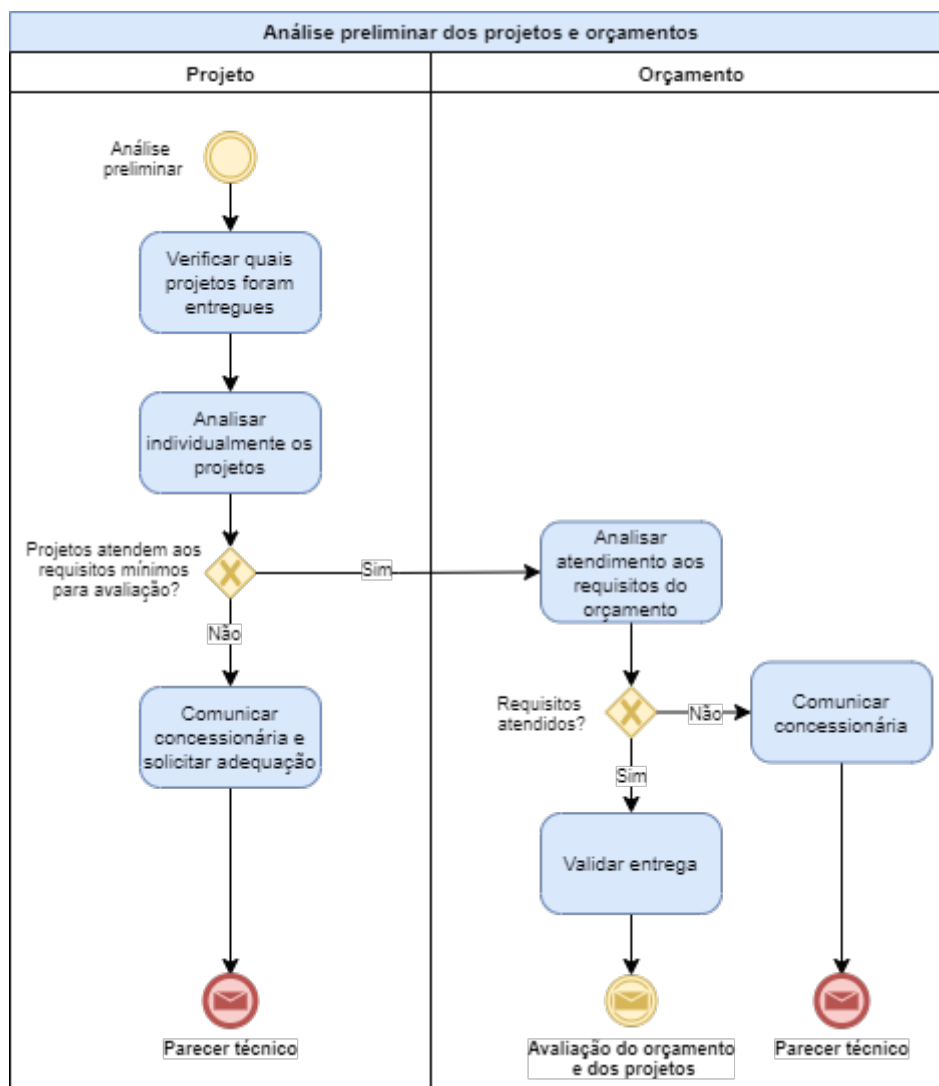 Análise preliminar dos projetos e orçamentos
Projeto
Orçamento
Análise
preliminar
Verificar quais
projetos foram
entregues
Analisar
individualmente os
projetos
Projetos atendem aos
requisitos mínimos
para avaliação?
Sim
Analisar
atendimento aos
requisitos do
orçamento
Não
Comunicar
concessionária e
solicitar adequação
Requisitos
atendidos?
Não
Comunicar
concessionária
Sim
Validar entrega
Parecer técnico
Avaliação do orçamento
e dos projetos
Parecer técnico